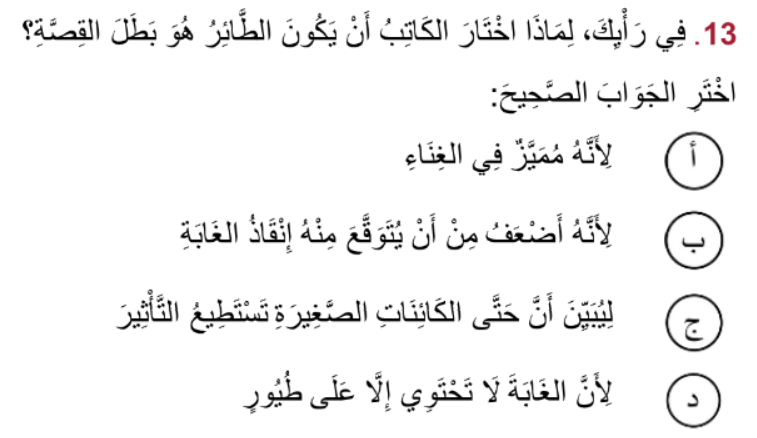 13. فِي رَأْيِكَ، لِمَاذَا اخْتَارَ الكَاتِبُ أَنْ يَكُونَ الطَّائِرُ هُوَ بَطَلَ القِصَّةِ؟
اخْتَرِ الجَوَابَ الصَّحِيحَ:
أ لِأَنَّهُ مُمَيَّزٌ فِي الغِنَاءِ
ب لِأَنَّهُ أَضْعَفُ مِنْ أَنْ يُتَوَقَّعَ مِنْهُ إِنْقَاذُ الغَابَةِ
ج لِيُبَيِّنَ أَنَّ حَتَّى الكَائِنَاتِ الصَّغِيرَةِ تَسْتَطِيعُ التَّأْثِيرَ
د لِأَنَّ الغَابَةَ لَا تَحْتَوِي إِلَّا عَلَى طُيُورٍ